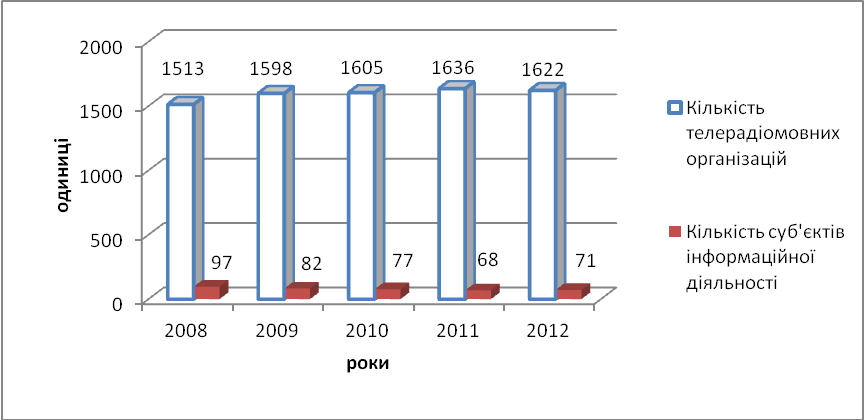 2000
1500
1000
500
0
одиниці
1513
1598
1605
1636
1622
97
82
77
68
71
2008
2009
2010
2011
2012
роки
Кількість
телерадіомовних
організацій
Кількість суб'єктів
інформаційної
діяльності